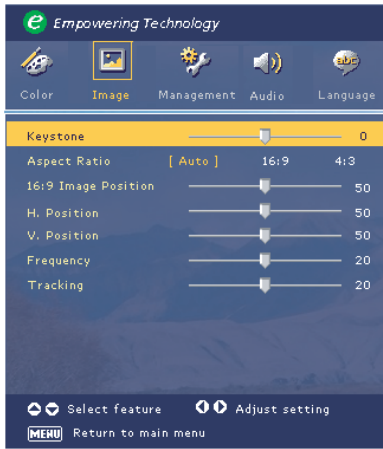 e Empowering Technology
Color Image Management Audio abc Language
Keystone 0
Aspect Ratio [ Auto ] 16:9 4:3
16:9 Image Position 50
H. Position 50
V. Position 50
Frequency 20
Tracking 20
Select feature Adjust setting
MENU Return to main menu